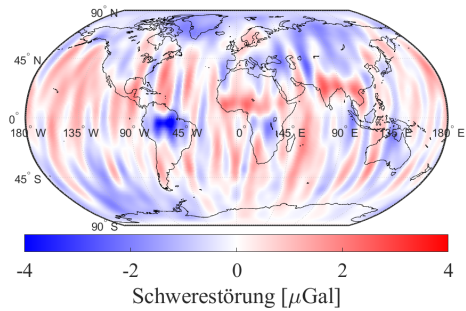 90° N
45° N
0°
180° W 135° W 90° W 45° W 0° 45° E 90° E 135° E 180° E
45° S
90° S
-4 -2 0 2 4
Schwerestörung [μGal]